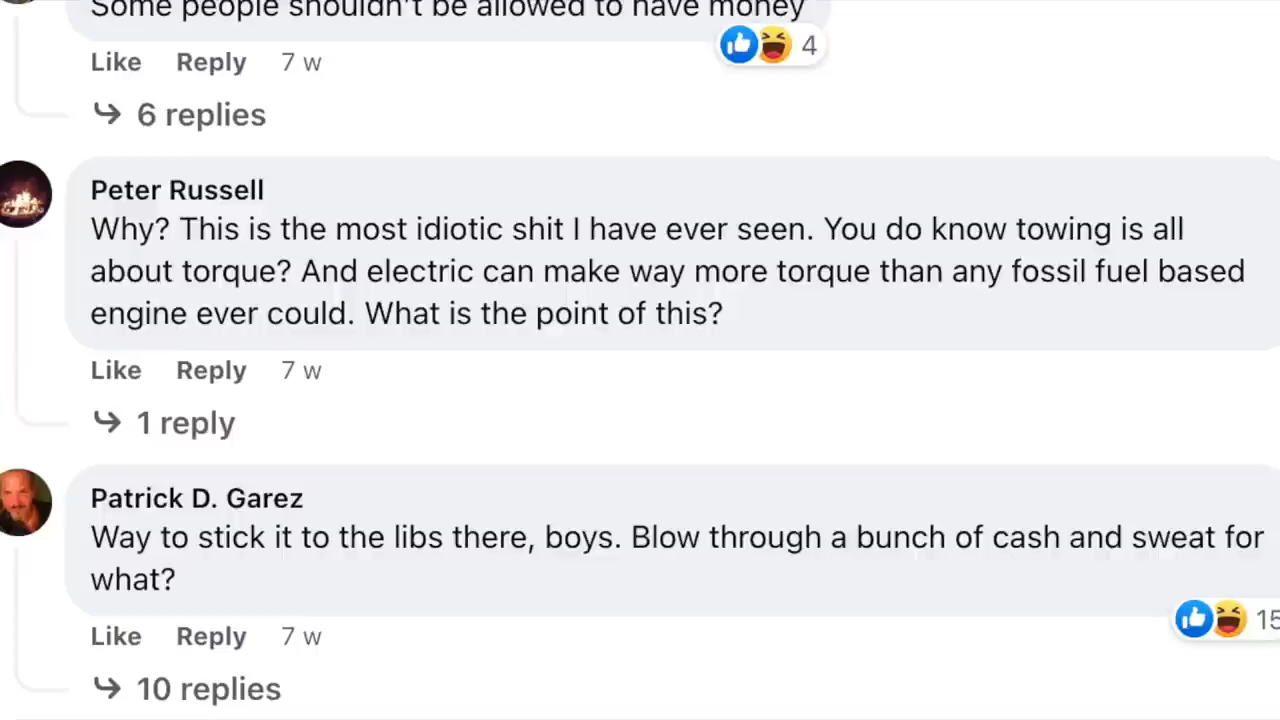 Some people shouldn't be allowed to have money
Like Reply 7 w 4
6 replies
Peter Russell
Why? This is the most idiotic shit I have ever seen. You do know towing is all
about torque? And electric can make way more torque than any fossil fuel based
engine ever could. What is the point of this?
Like Reply 7 w
1 reply
Patrick D. Garez
Way to stick it to the libs there, boys. Blow through a bunch of cash and sweat for
what?
Like Reply 7 w 15
10 replies